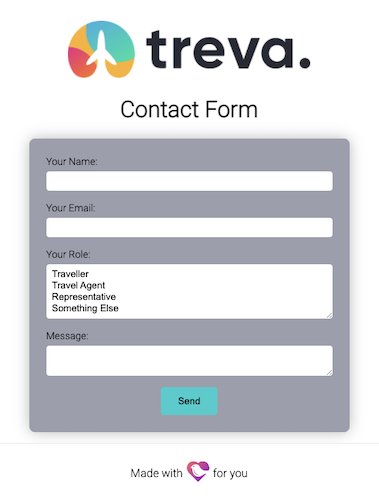 treva.
Contact Form
Your Name:
Your Email:
Your Role:
Traveller
Travel Agent
Representative
Something Else
Message:
Send
Made with for you